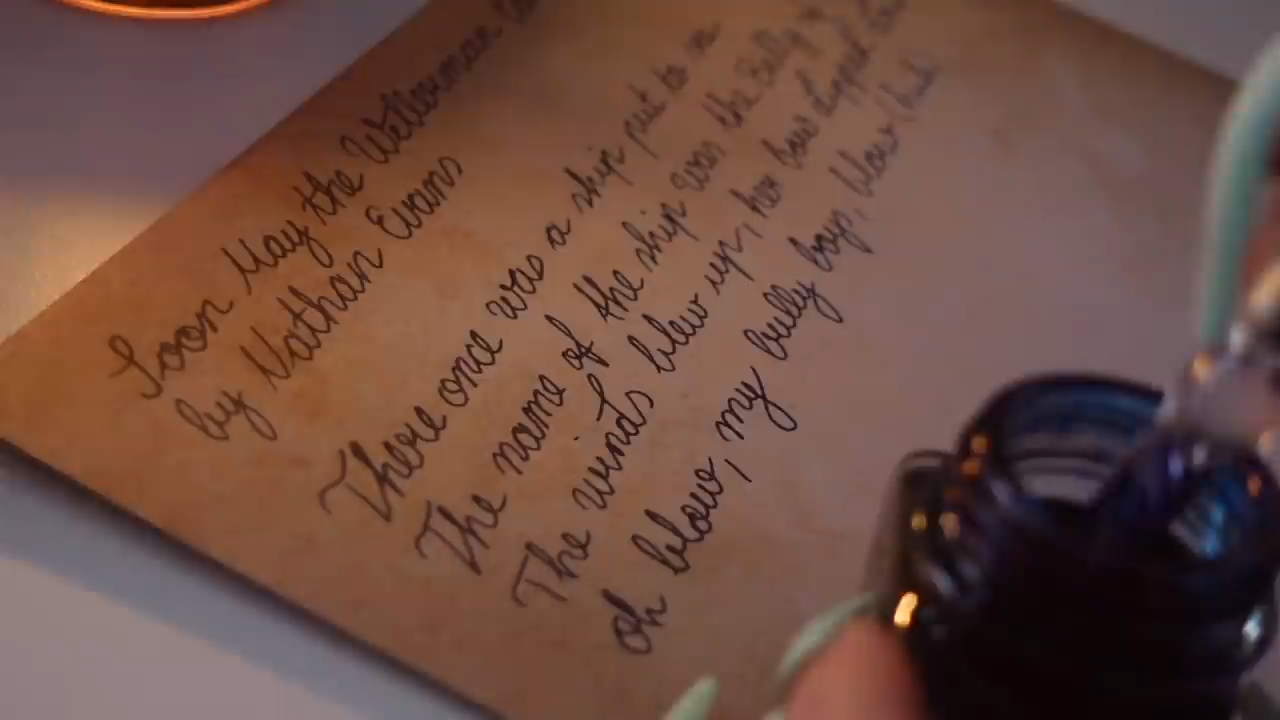 Soon May the Wellerman
by Nathan Evans
There once was a ship put to
The name of the ship was the Billy
The winds blew up, her bow dipped
oh blow, my bully boys, blow